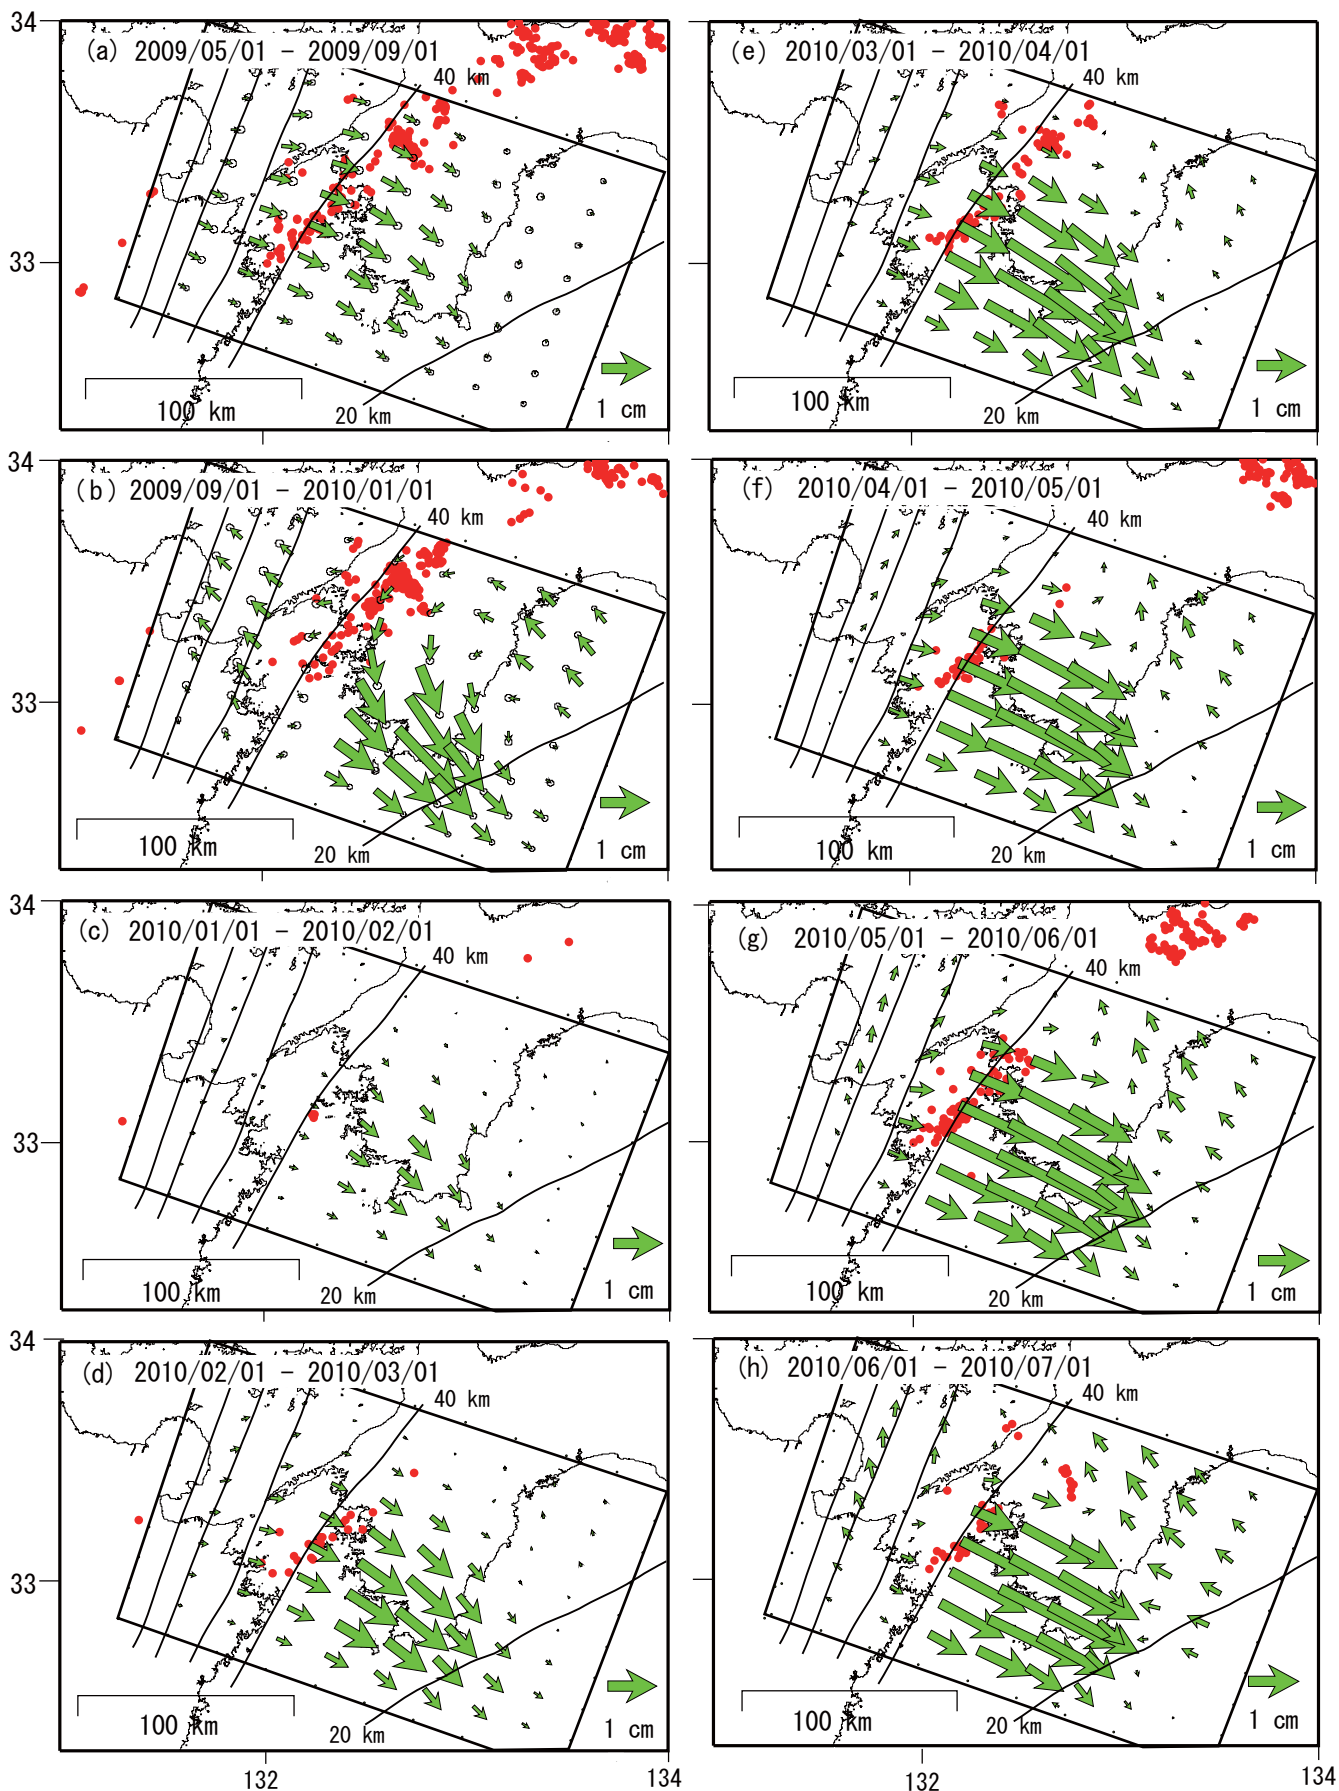 34
(a) 2009/05/01 - 2009/09/01
40 km
33
100 km
20 km
1 cm
(e) 2010/03/01 - 2010/04/01
40 km
100 km
20 km
1 cm
34
(b) 2009/09/01 - 2010/01/01
40 km
33
100 km
20 km
1 cm
(f) 2010/04/01 - 2010/05/01
40 km
100 km
20 km
1 cm
34
(c) 2010/01/01 - 2010/02/01
40 km
33
100 km
20 km
1 cm
(g) 2010/05/01 - 2010/06/01
40 km
100 km
20 km
1 cm
34
(d) 2010/02/01 - 2010/03/01
40 km
33
100 km
20 km
1 cm
132
134
(h) 2010/06/01 - 2010/07/01
40 km
100 km
20 km
1 cm
132
134